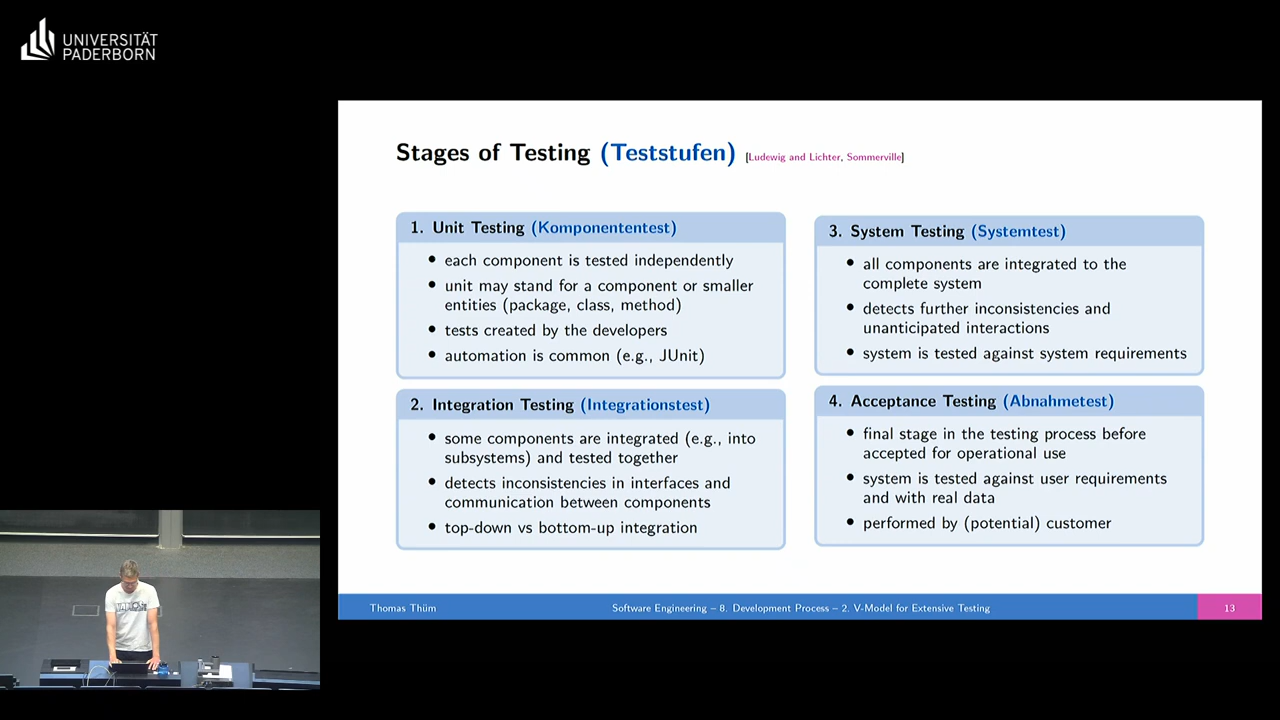 UNIVERSITÄT
PADERBORN
Stages of Testing (Teststufen) [Ludewig and Lichter, Sommerville]
1. Unit Testing (Komponententest)
• each component is tested independently
• unit may stand for a component or smaller
entities (package, class, method)
• tests created by the developers
• automation is common (e.g., JUnit)
2. Integration Testing (Integrationstest)
• some components are integrated (e.g., into
subsystems) and tested together
• detects inconsistencies in interfaces and
communication between components
• top-down vs bottom-up integration
3. System Testing (Systemtest)
• all components are integrated to the
complete system
• detects further inconsistencies and
unanticipated interactions
• system is tested against system requirements
4. Acceptance Testing (Abnahmetest)
• final stage in the testing process before
accepted for operational use
• system is tested against user requirements
and with real data
• performed by (potential) customer
Thomas Thüm
Software Engineering – 8. Development Process – 2. V-Model for Extensive Testing
13